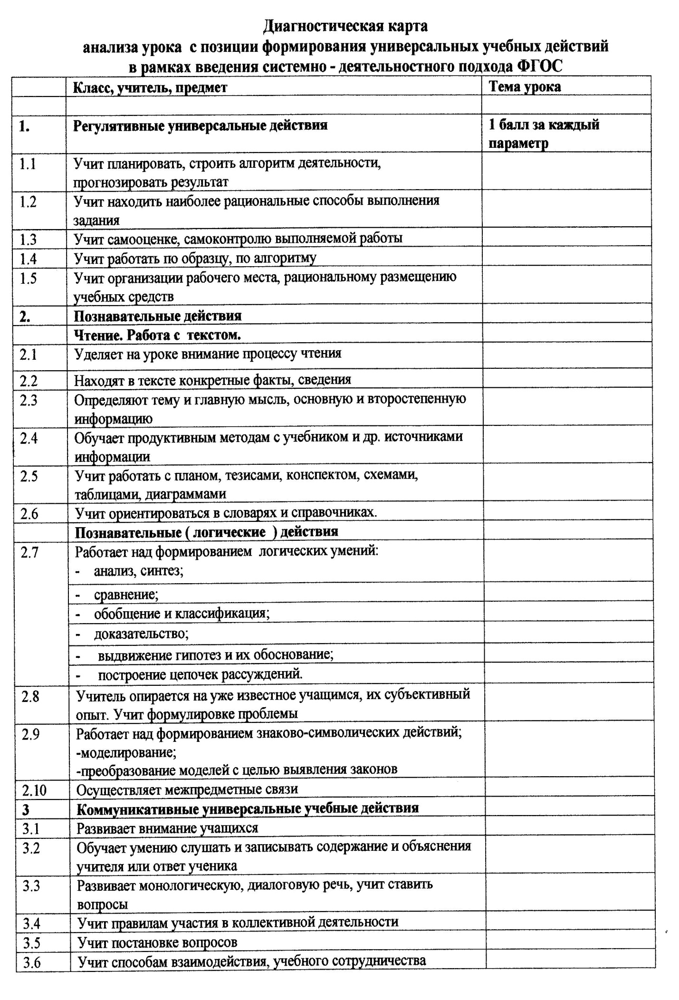 Диагностическая карта
анализа урока с позиции формирования универсальных учебных действий
в рамках введения системно - деятельностного подхода ФГОС
Класс, учитель, предмет
Тема урока
1.
Регулятивные универсальные действия
1 балл за каждый
параметр
1.1
Учит планировать, строить алгоритм деятельности,
прогнозировать результат
1.2
Учит находить наиболее рациональные способы выполнения
задания
1.3
Учит самооценке, самоконтролю выполняемой работы
1.4
Учит работать по образцу, по алгоритму
1.5
Учит организации рабочего места, рациональному размещению
учебных средств
2.
Познавательные действия
Чтение. Работа с текстом.
2.1
Уделяет на уроке внимание процессу чтения
2.2
Находят в тексте конкретные факты, сведения
2.3
Определяют тему и главную мысль, основную и второстепенную
информацию
2.4
Обучает продуктивным методам с учебником и др. источниками
информации
2.5
Учит работать с планом, тезисами, конспектом, схемами,
таблицами, диаграммами
2.6
Учит ориентироваться в словарях и справочниках.
Познавательные ( логические ) действия
2.7
Работает над формированием логических умений:
- анализ, синтез;
- сравнение;
- обобщение и классификация;
- доказательство;
- выдвижение гипотез и их обоснование;
- построение цепочек рассуждений.
2.8
Учитель опирается на уже известное учащимся, их субъективный
опыт. Учит формулировке проблемы
2.9
Работает над формированием знаково-символических действий;
-моделирование;
-преобразование моделей с целью выявления законов
2.10
Осуществляет межпредметные связи
3
Коммуникативные универсальные учебные действия
3.1
Развивает внимание учащихся
3.2
Обучает умению слушать и записывать содержание и объяснения
учителя или ответ ученика
3.3
Развивает монологическую, диалоговую речь, учит ставить
вопросы
3.4
Учит правилам участия в коллективной деятельности
3.5
Учит постановке вопросов
3.6
Учит способам взаимодействия, учебного сотрудничества